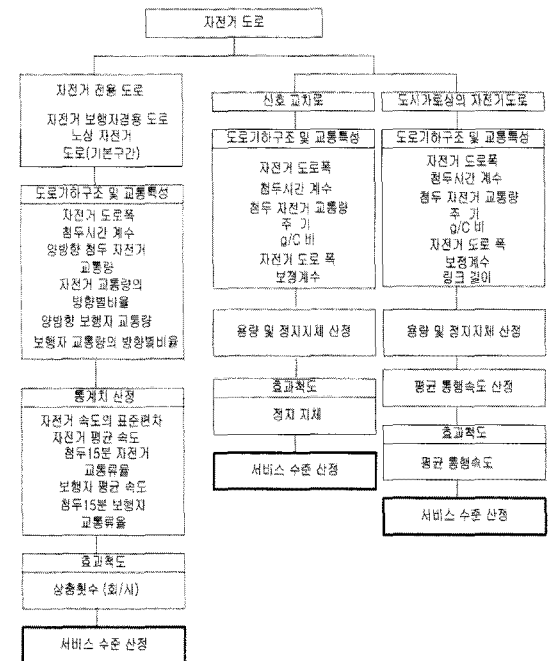 자전거 도로
자전거 전용 도로
자전거 보행자겸용 도로
노상 자전거
도로(기본구간)
도로기하구조 및 교통특성
자전거 도로폭
첨두시간 계수
양방향 첨두 자전거
교통량
자전거 교통량의
방향별비율
양방향 보행자 교통량
보행자 교통량의 방향별비율
통계치 산정
자전거 속도의 표준편차
자전거 평균 속도
첨두15분 자전거
교통류율
보행자 평균 속도
첨두15분 보행자
교통류율
효과척도
상충횟수 (회/시)
서비스 수준 산정
신호 교차로
도로기하구조 및 교통특성
자전거 도로폭
첨두시간 계수
첨두 자전거 교통량
주 기
g/C 비
자전거 도로 폭
보정계수
용량 및 정지지체 산정
효과척도
정지 지체
서비스 수준 산정
도시가로상의 자전거도로
도로기하구조 및 교통특성
자전거 도로폭
첨두시간 계수
첨두 자전거 교통량
주 기
g/C 비
자전거 도로 폭
보정계수
링크 길이
용량 및 정지지체 산정
평균 통행속도 산정
효과척도
평균 통행속도
서비스 수준 산정